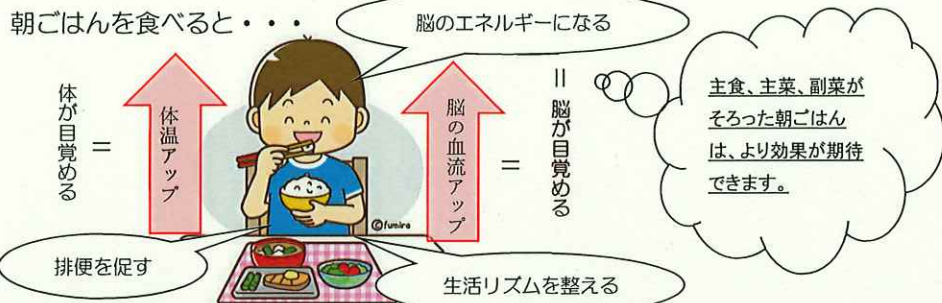 朝ごはんを食べると・・・
脳のエネルギーになる
体が目覚める
＝
体温アップ
脳の血流アップ
＝
＝脳が目覚める
主食、主菜、副菜が
そろった朝ごはん
は、より効果が期待
できます。
©fumira
排便を促す
生活リズムを整える